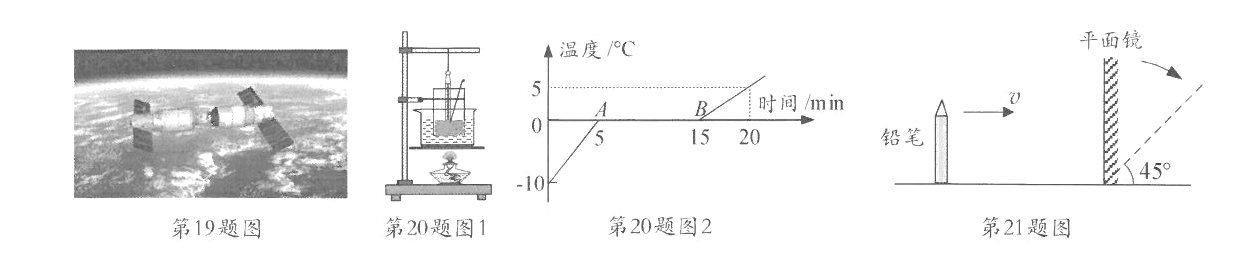 第19题图
第20题图1
温度/℃
5
A
B
时间/min
0
5
15
20
-10
第20题图2
平面镜
v
铅笔
45°
第21题图